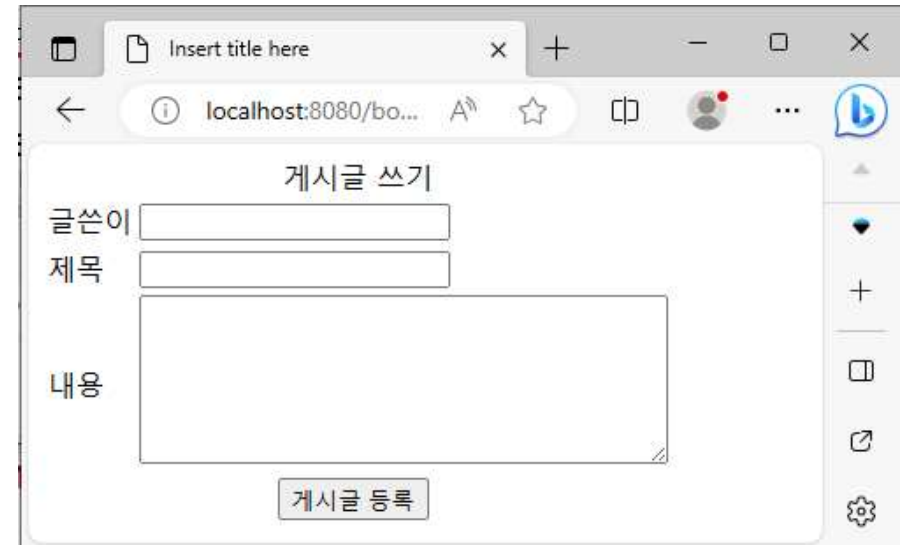 Insert title here
localhost:8080/bo...
게시글 쓰기
글쓴이
제목
내용
게시글 등록